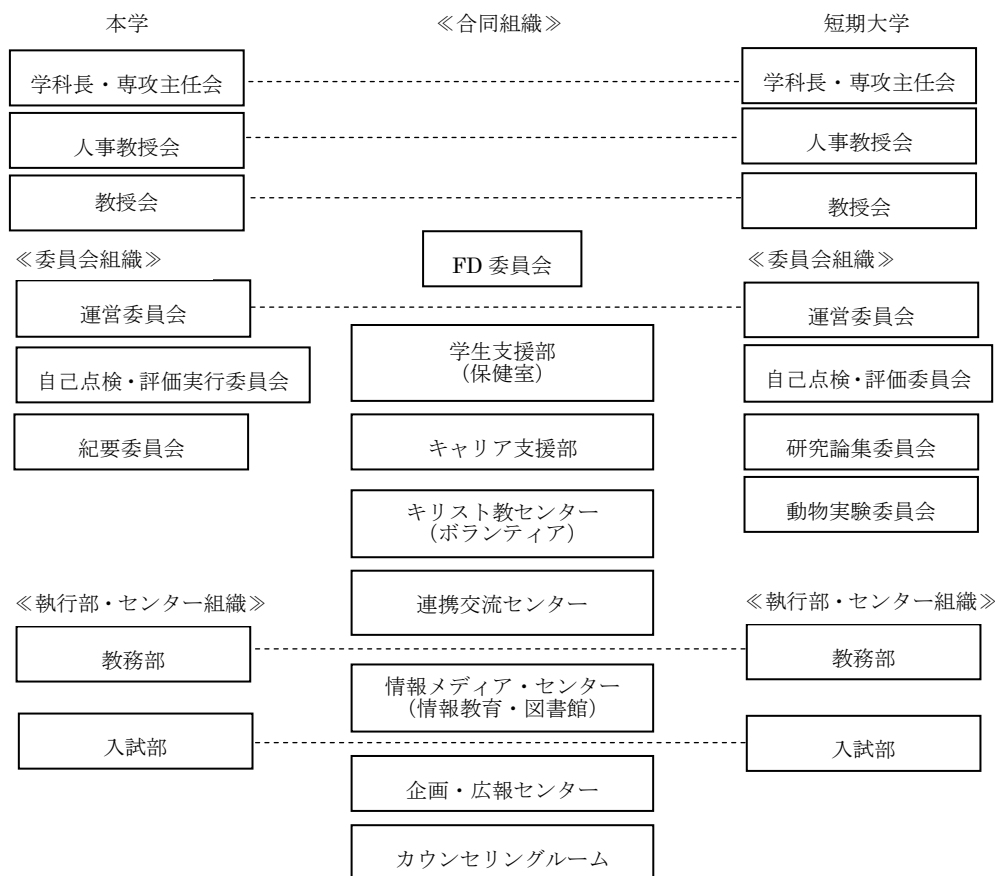 本学 ≪合同組織≫ 短期大学
学科長・専攻主任会 学科長・専攻主任会
人事教授会 人事教授会
教授会 教授会
≪委員会組織≫ FD 委員会 ≪委員会組織≫
運営委員会 運営委員会
学生支援部
(保健室)
自己点検・評価実行委員会 自己点検・評価委員会
紀要委員会 キャリア支援部 研究論集委員会
キリスト教センター 動物実験委員会
(ボランティア)
≪執行部・センター組織≫ 連携交流センター ≪執行部・センター組織≫
教務部 教務部
情報メディア・センター
(情報教育・図書館)
入試部 入試部
企画・広報センター
カウンセリングルーム